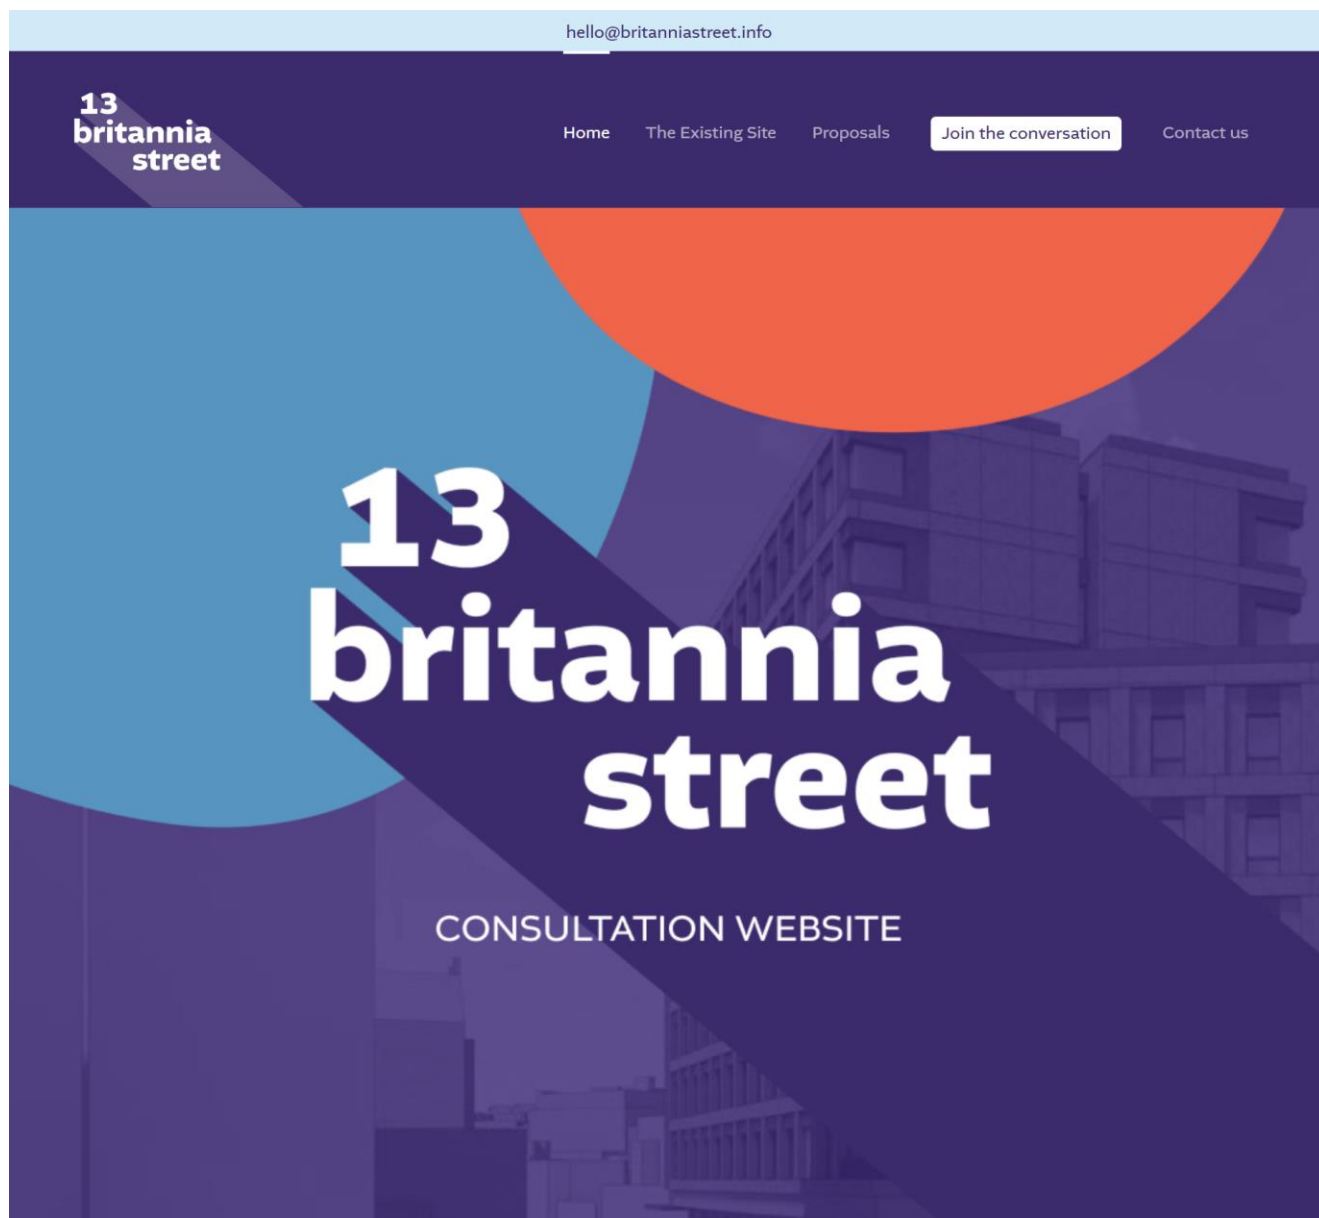 hello@britanniastreet.info
13
britannia
street
Home
The Existing Site
Proposals
Join the conversation
Contact us
13
britannia
street
CONSULTATION WEBSITE